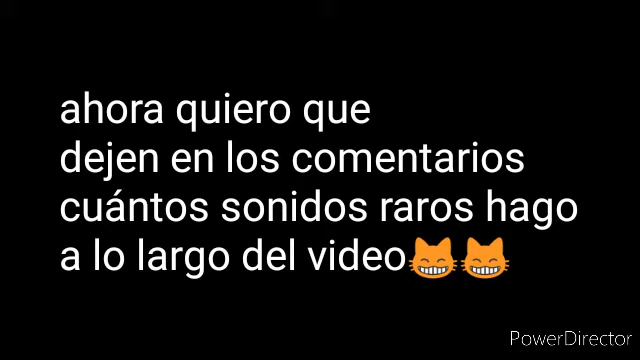 ahora quiero que
dejen en los comentarios
cuántos sonidos raros hago
a lo largo del video😸😸
PowerDirector